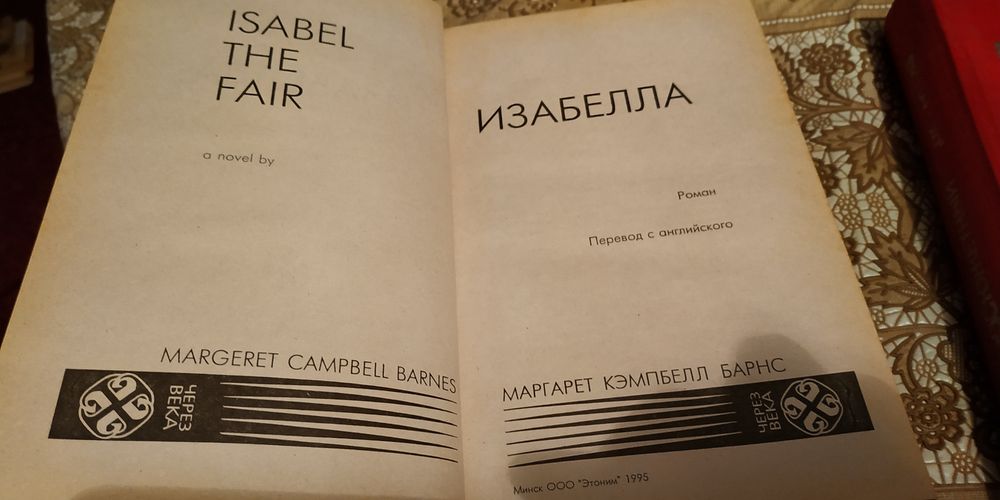 ISABEL
THE
FAIR
a novel by
MARGERET CAMPBELL BARNES
ЧЕРЕЗ
ВЕКА
ИЗАБЕЛЛА
Роман
Перевод с английского
МАРГАРЕТ КЭМПБЕЛЛ БАРНС
ЧЕРЕЗ
ВЕКА
Минск ООО "Этоним" 1995